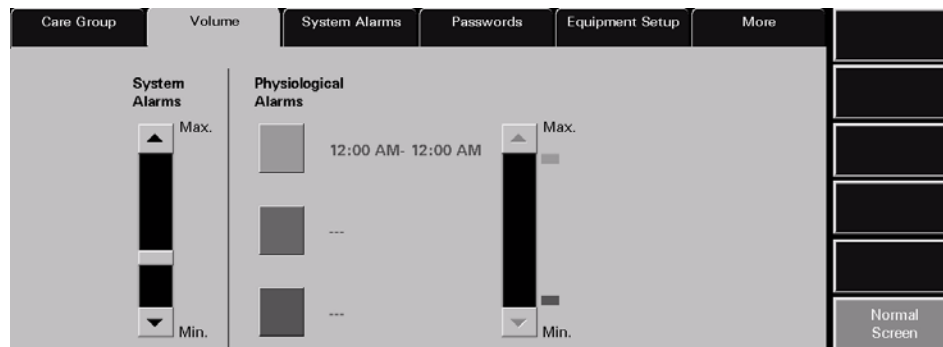 Care Group
Volume
System Alarms
Passwords
Equipment Setup
More
System
Alarms
Max.
Min.
Physiological
Alarms
12:00 AM- 12:00 AM
---
---
Max.
Min.
Normal
Screen